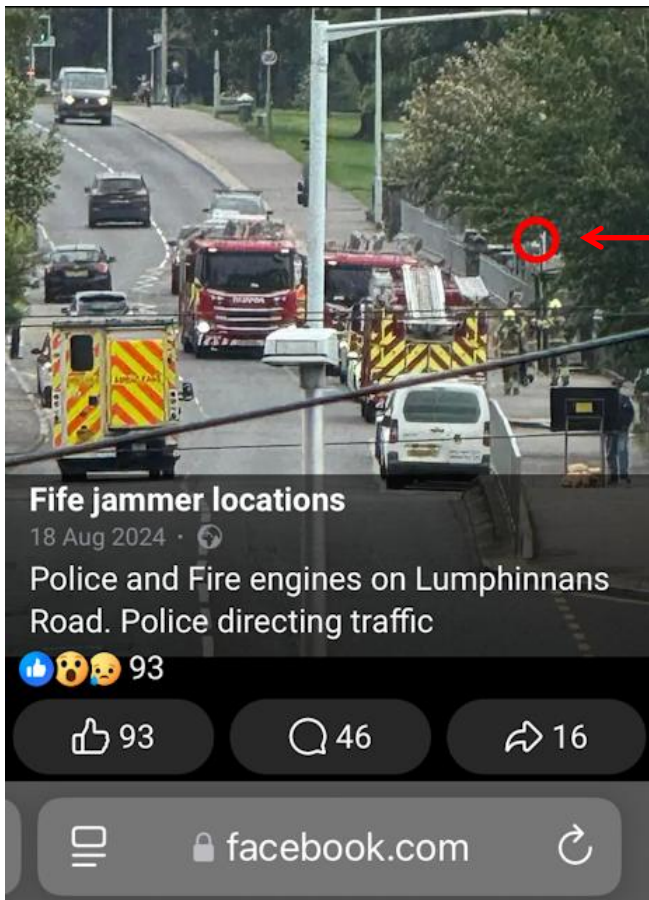 Fife jammer locations
18 Aug 2024 ·
Police and Fire engines on Lumphinnans
Road. Police directing traffic
93
93 46 16
facebook.com